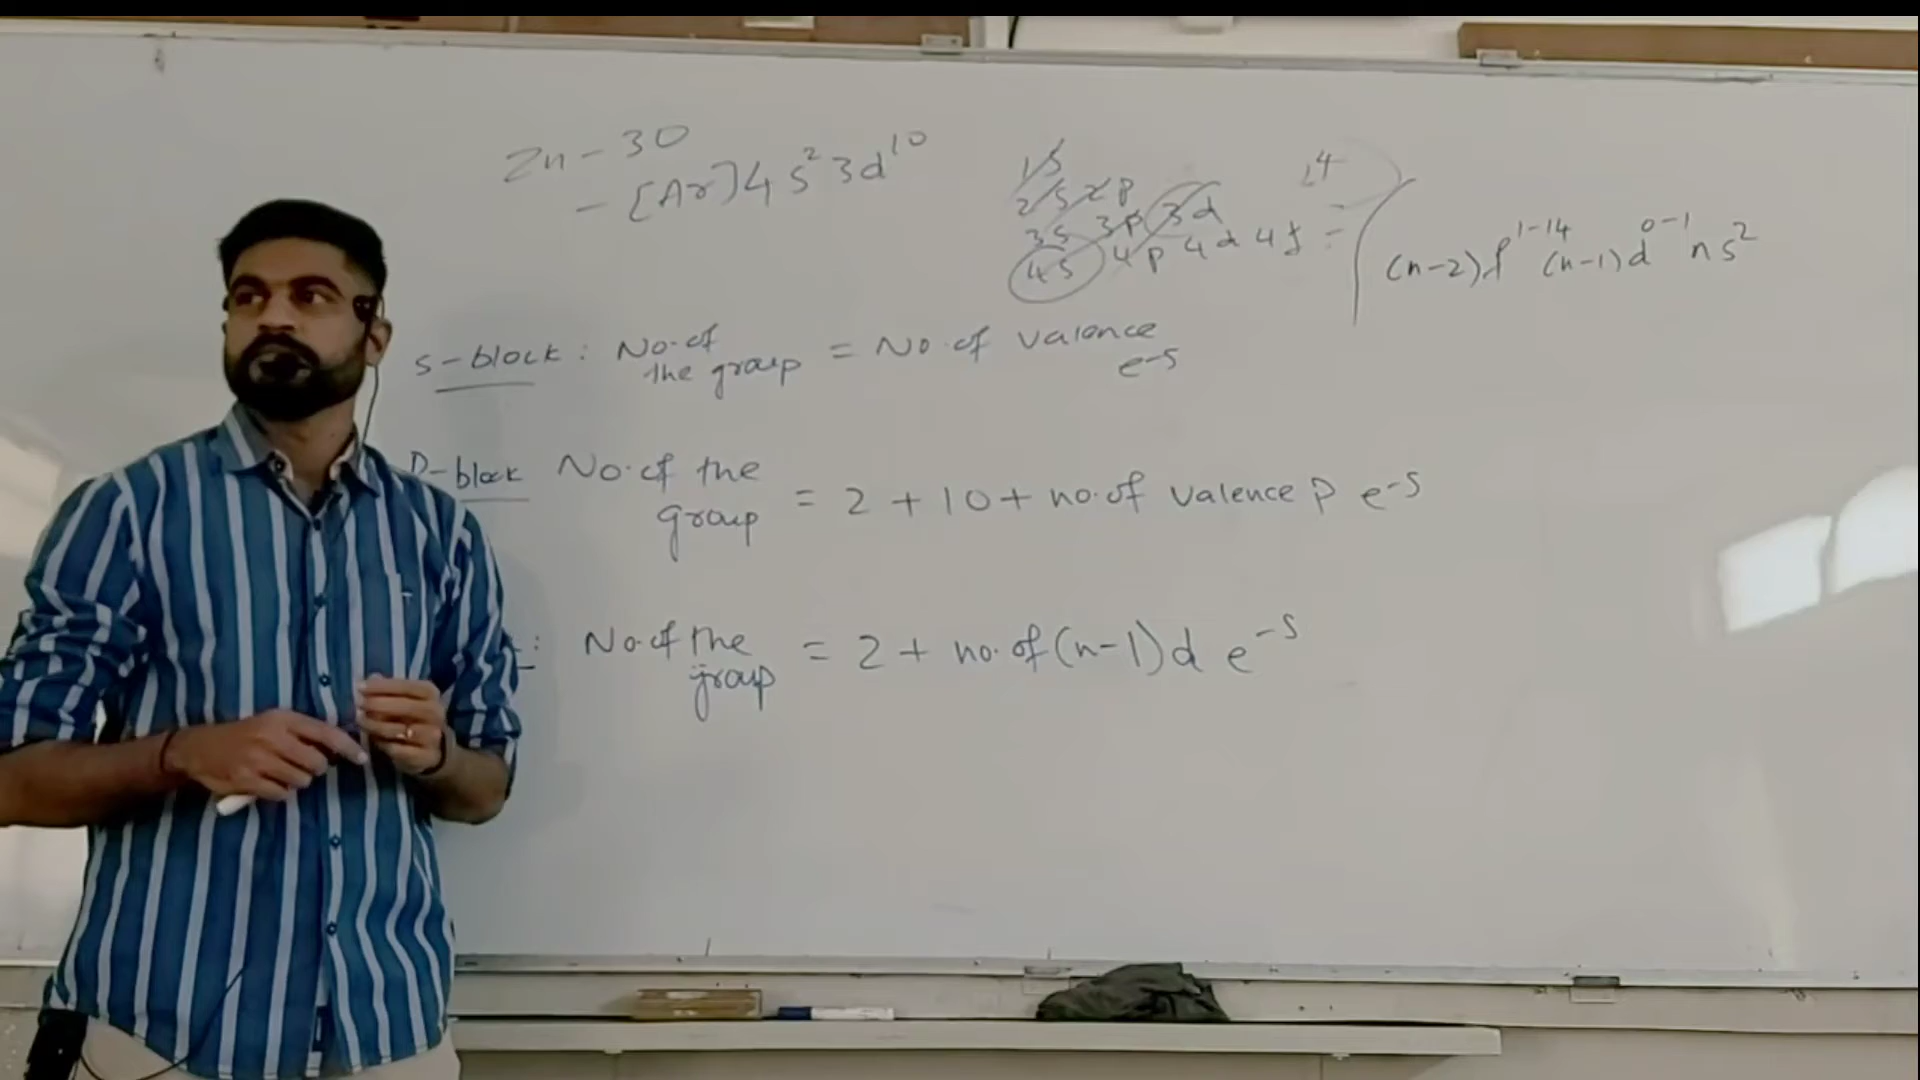 Zn - 30
- [Ar] 4s² 3d¹⁰
1s
2s 2p
3s 3p 3d
4s 4p 4d 4f
14
(n-2)f¹⁻¹⁴ (n-1)d⁰⁻¹ ns²
s-block : No. of the group = No. of valence e-s
P-block No. of the group = 2 + 10 + no. of valence p e-s
: No. of the group = 2 + no. of (n-1)d e-s